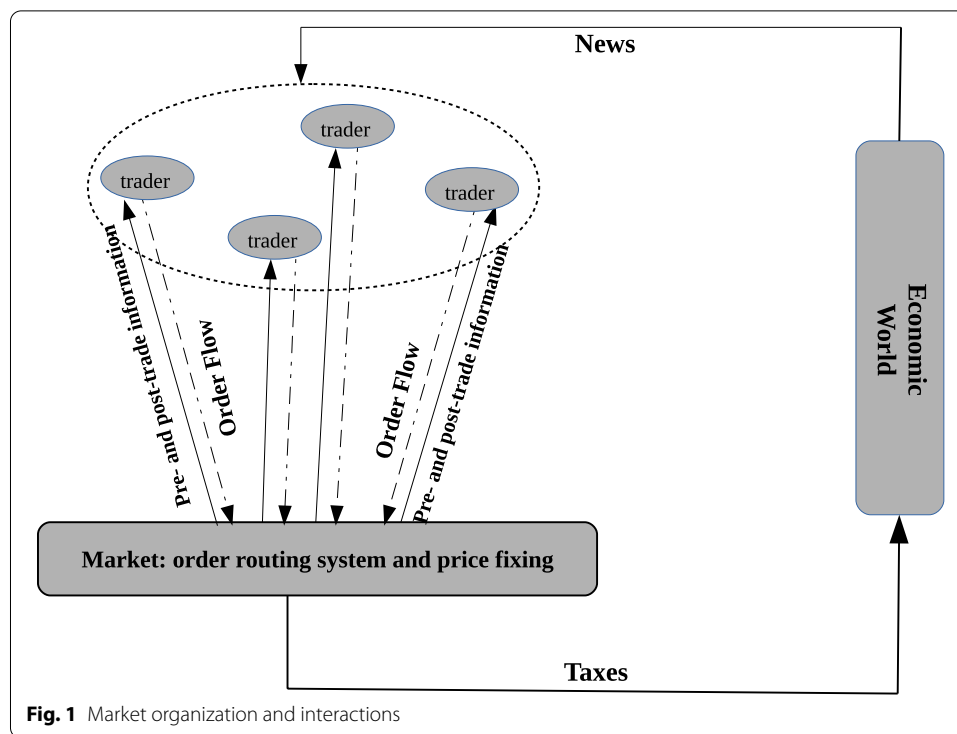 News
trader
trader
trader
trader
Pre- and post-trade information
Order Flow
Order Flow
Pre- and post-trade information
Economic
World
Market: order routing system and price fixing
Taxes
Fig. 1 Market organization and interactions